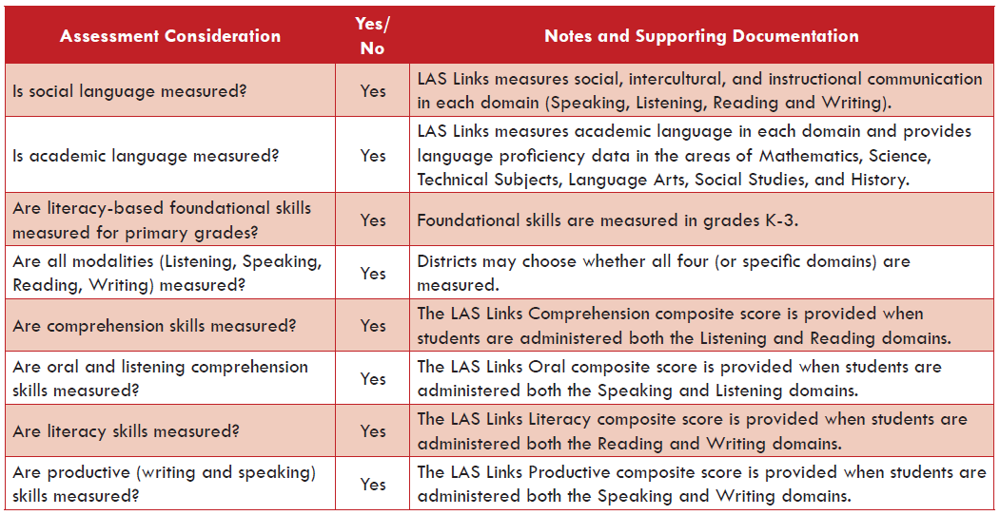 Assessment Consideration
Yes/
No
Notes and Supporting Documentation
Is social language measured?
Yes
LAS Links measures social, intercultural, and instructional communication
in each domain (Speaking, Listening, Reading and Writing).
Is academic language measured?
Yes
LAS Links measures academic language in each domain and provides
language proficiency data in the areas of Mathematics, Science,
Technical Subjects, Language Arts, Social Studies, and History.
Are literacy-based foundational skills
measured for primary grades?
Yes
Foundational skills are measured in grades K-3.
Are all modalities (Listening, Speaking,
Reading, Writing) measured?
Yes
Districts may choose whether all four (or specific domains) are
measured.
Are comprehension skills measured?
Yes
The LAS Links Comprehension composite score is provided when
students are administered both the Listening and Reading domains.
Are oral and listening comprehension
skills measured?
Yes
The LAS Links Oral composite score is provided when students are
administered both the Speaking and Listening domains.
Are literacy skills measured?
Yes
The LAS Links Literacy composite score is provided when students are
administered both the Reading and Writing domains.
Are productive (writing and speaking)
skills measured?
Yes
The LAS Links Productive composite score is provided when students are
administered both the Speaking and Writing domains.